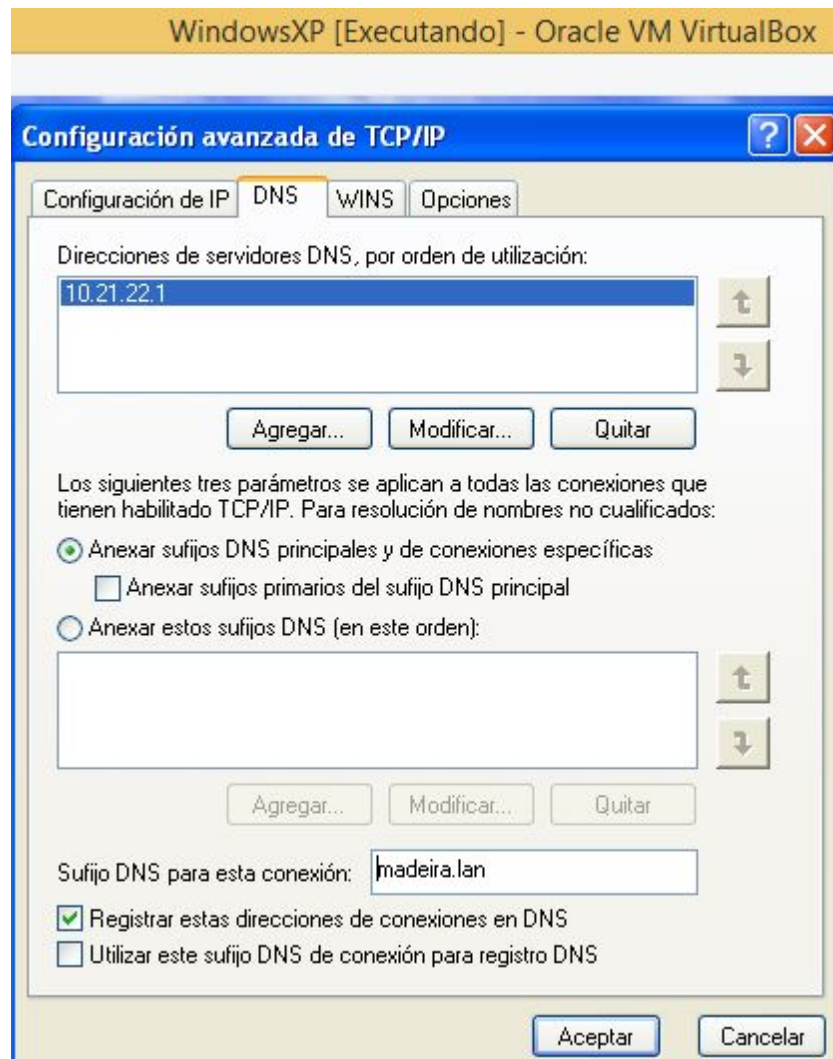 WindowsXP [Executando] - Oracle VM VirtualBox
Configuración avanzada de TCP/IP
Configuración de IP DNS WINS Opciones
Direcciones de servidores DNS, por orden de utilización:
10.21.22.1
Agregar... Modificar... Quitar
Los siguientes tres parámetros se aplican a todas las conexiones que
tienen habilitado TCP/IP. Para resolución de nombres no cualificados:
Anexar sufijos DNS principales y de conexiones específicas
Anexar sufijos primarios del sufijo DNS principal
Anexar estos sufijos DNS (en este orden):
Agregar... Modificar... Quitar
Sufijo DNS para esta conexión: madeira.lan
Registrar estas direcciones de conexiones en DNS
Utilizar este sufijo DNS de conexión para registro DNS
Aceptar Cancelar